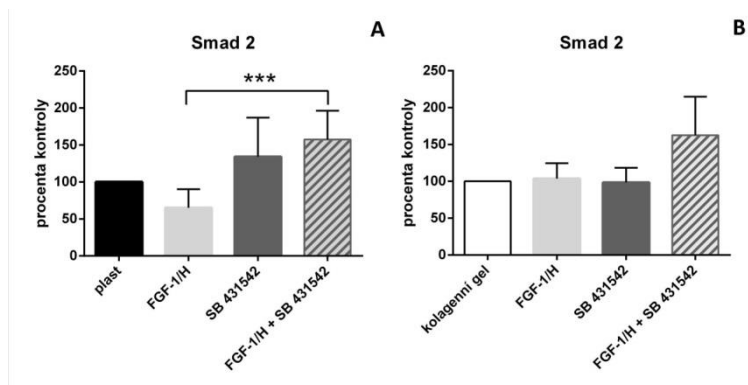 Smad 2
A
***
procenta kontroly
250
200
150
100
50
0
plast
FGF-1/H
SB 431542
FGF-1/H + SB 431542
Smad 2
B
procenta kontroly
250
200
150
100
50
0
kolagenní gel
FGF-1/H
SB 431542
FGF-1/H + SB 431542